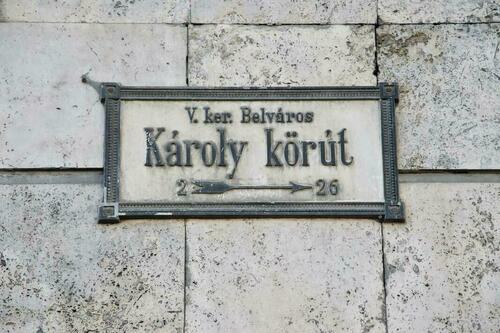 V. ker. Belváros
Károly körút
2 → 26